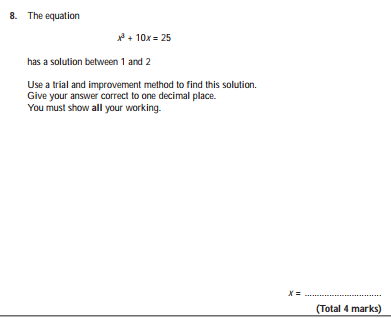 8. The equation
x³ + 10x = 25
has a solution between 1 and 2
Use a trial and improvement method to find this solution.
Give your answer correct to one decimal place.
You must show all your working.
x = ..............................
(Total 4 marks)